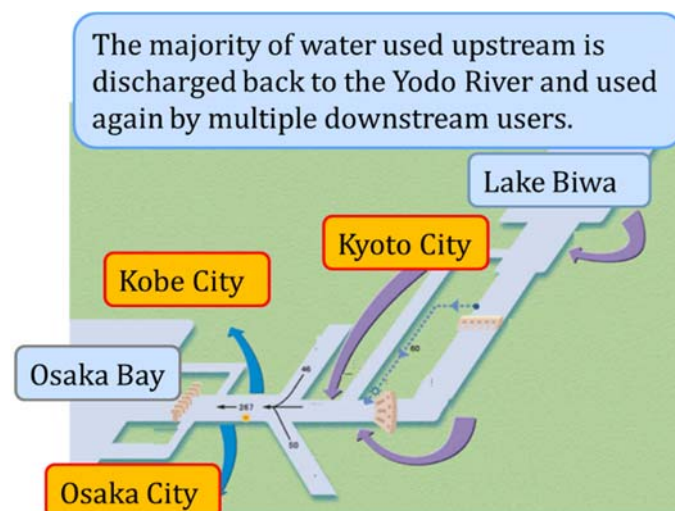 The majority of water used upstream is
discharged back to the Yodo River and used
again by multiple downstream users.
Lake Biwa
Kyoto City
Kobe City
60
Osaka Bay
46
267
50
Osaka City